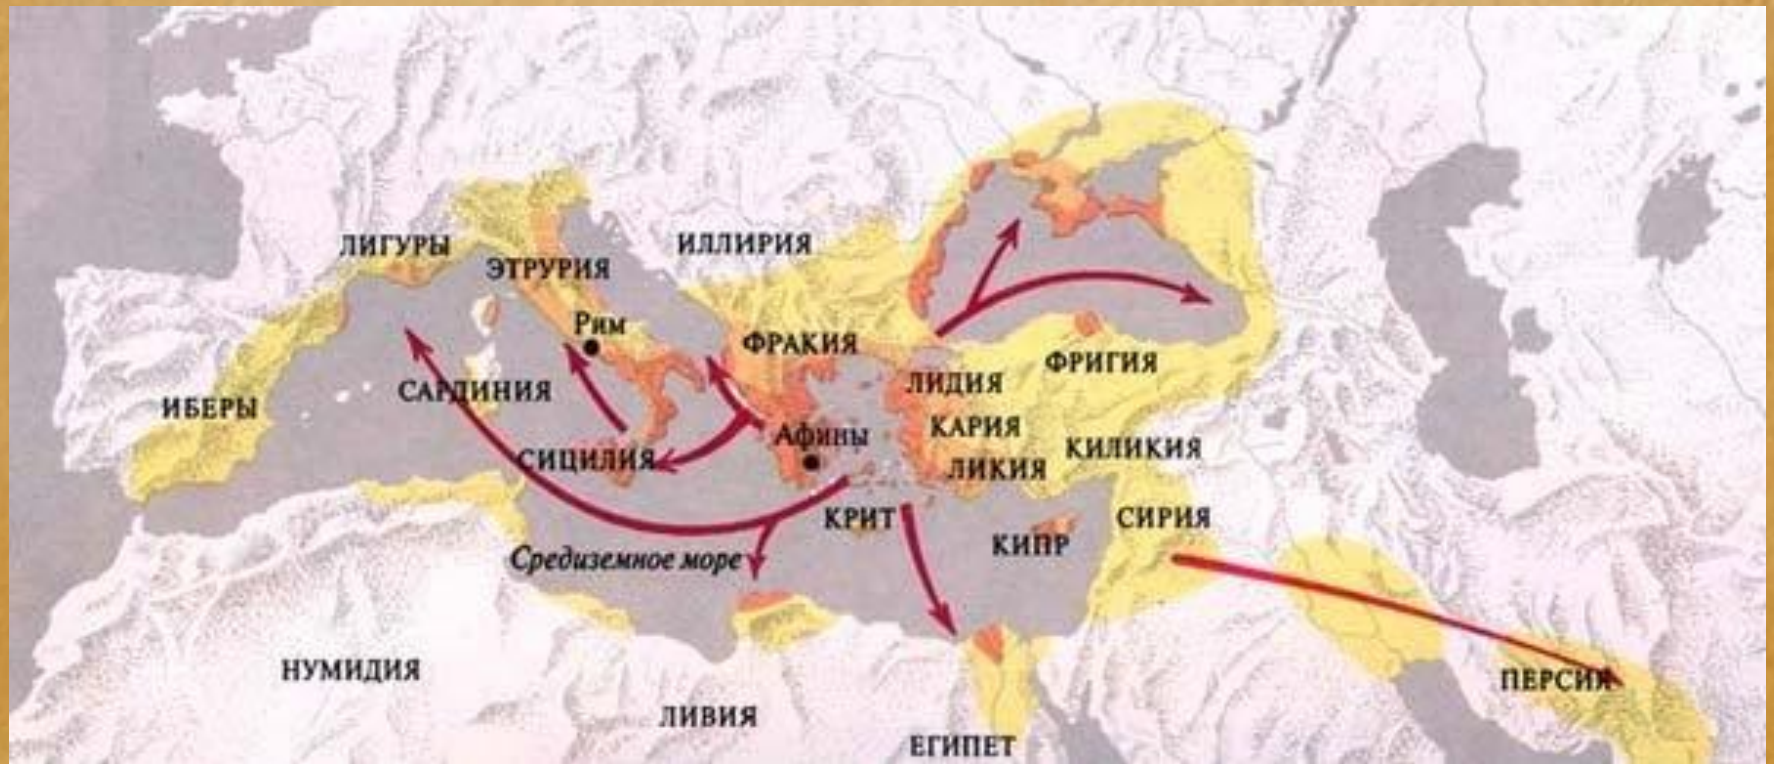 ЛИГУРЫ
ИЛЛИРИЯ
ЭТРУРИЯ
Рим
ФРАКИЯ
ФРИГИЯ
ЛИДИЯ
САРДИНИЯ
ИБЕРЫ
КАРИЯ
Афины
КИЛИКИЯ
СИЦИЛИЯ
ЛИКИЯ
КРИТ
СИРИЯ
КИПР
Средиземное море
НУМИДИЯ
ПЕРСИЯ
ЛИВИЯ
ЕГИПЕТ